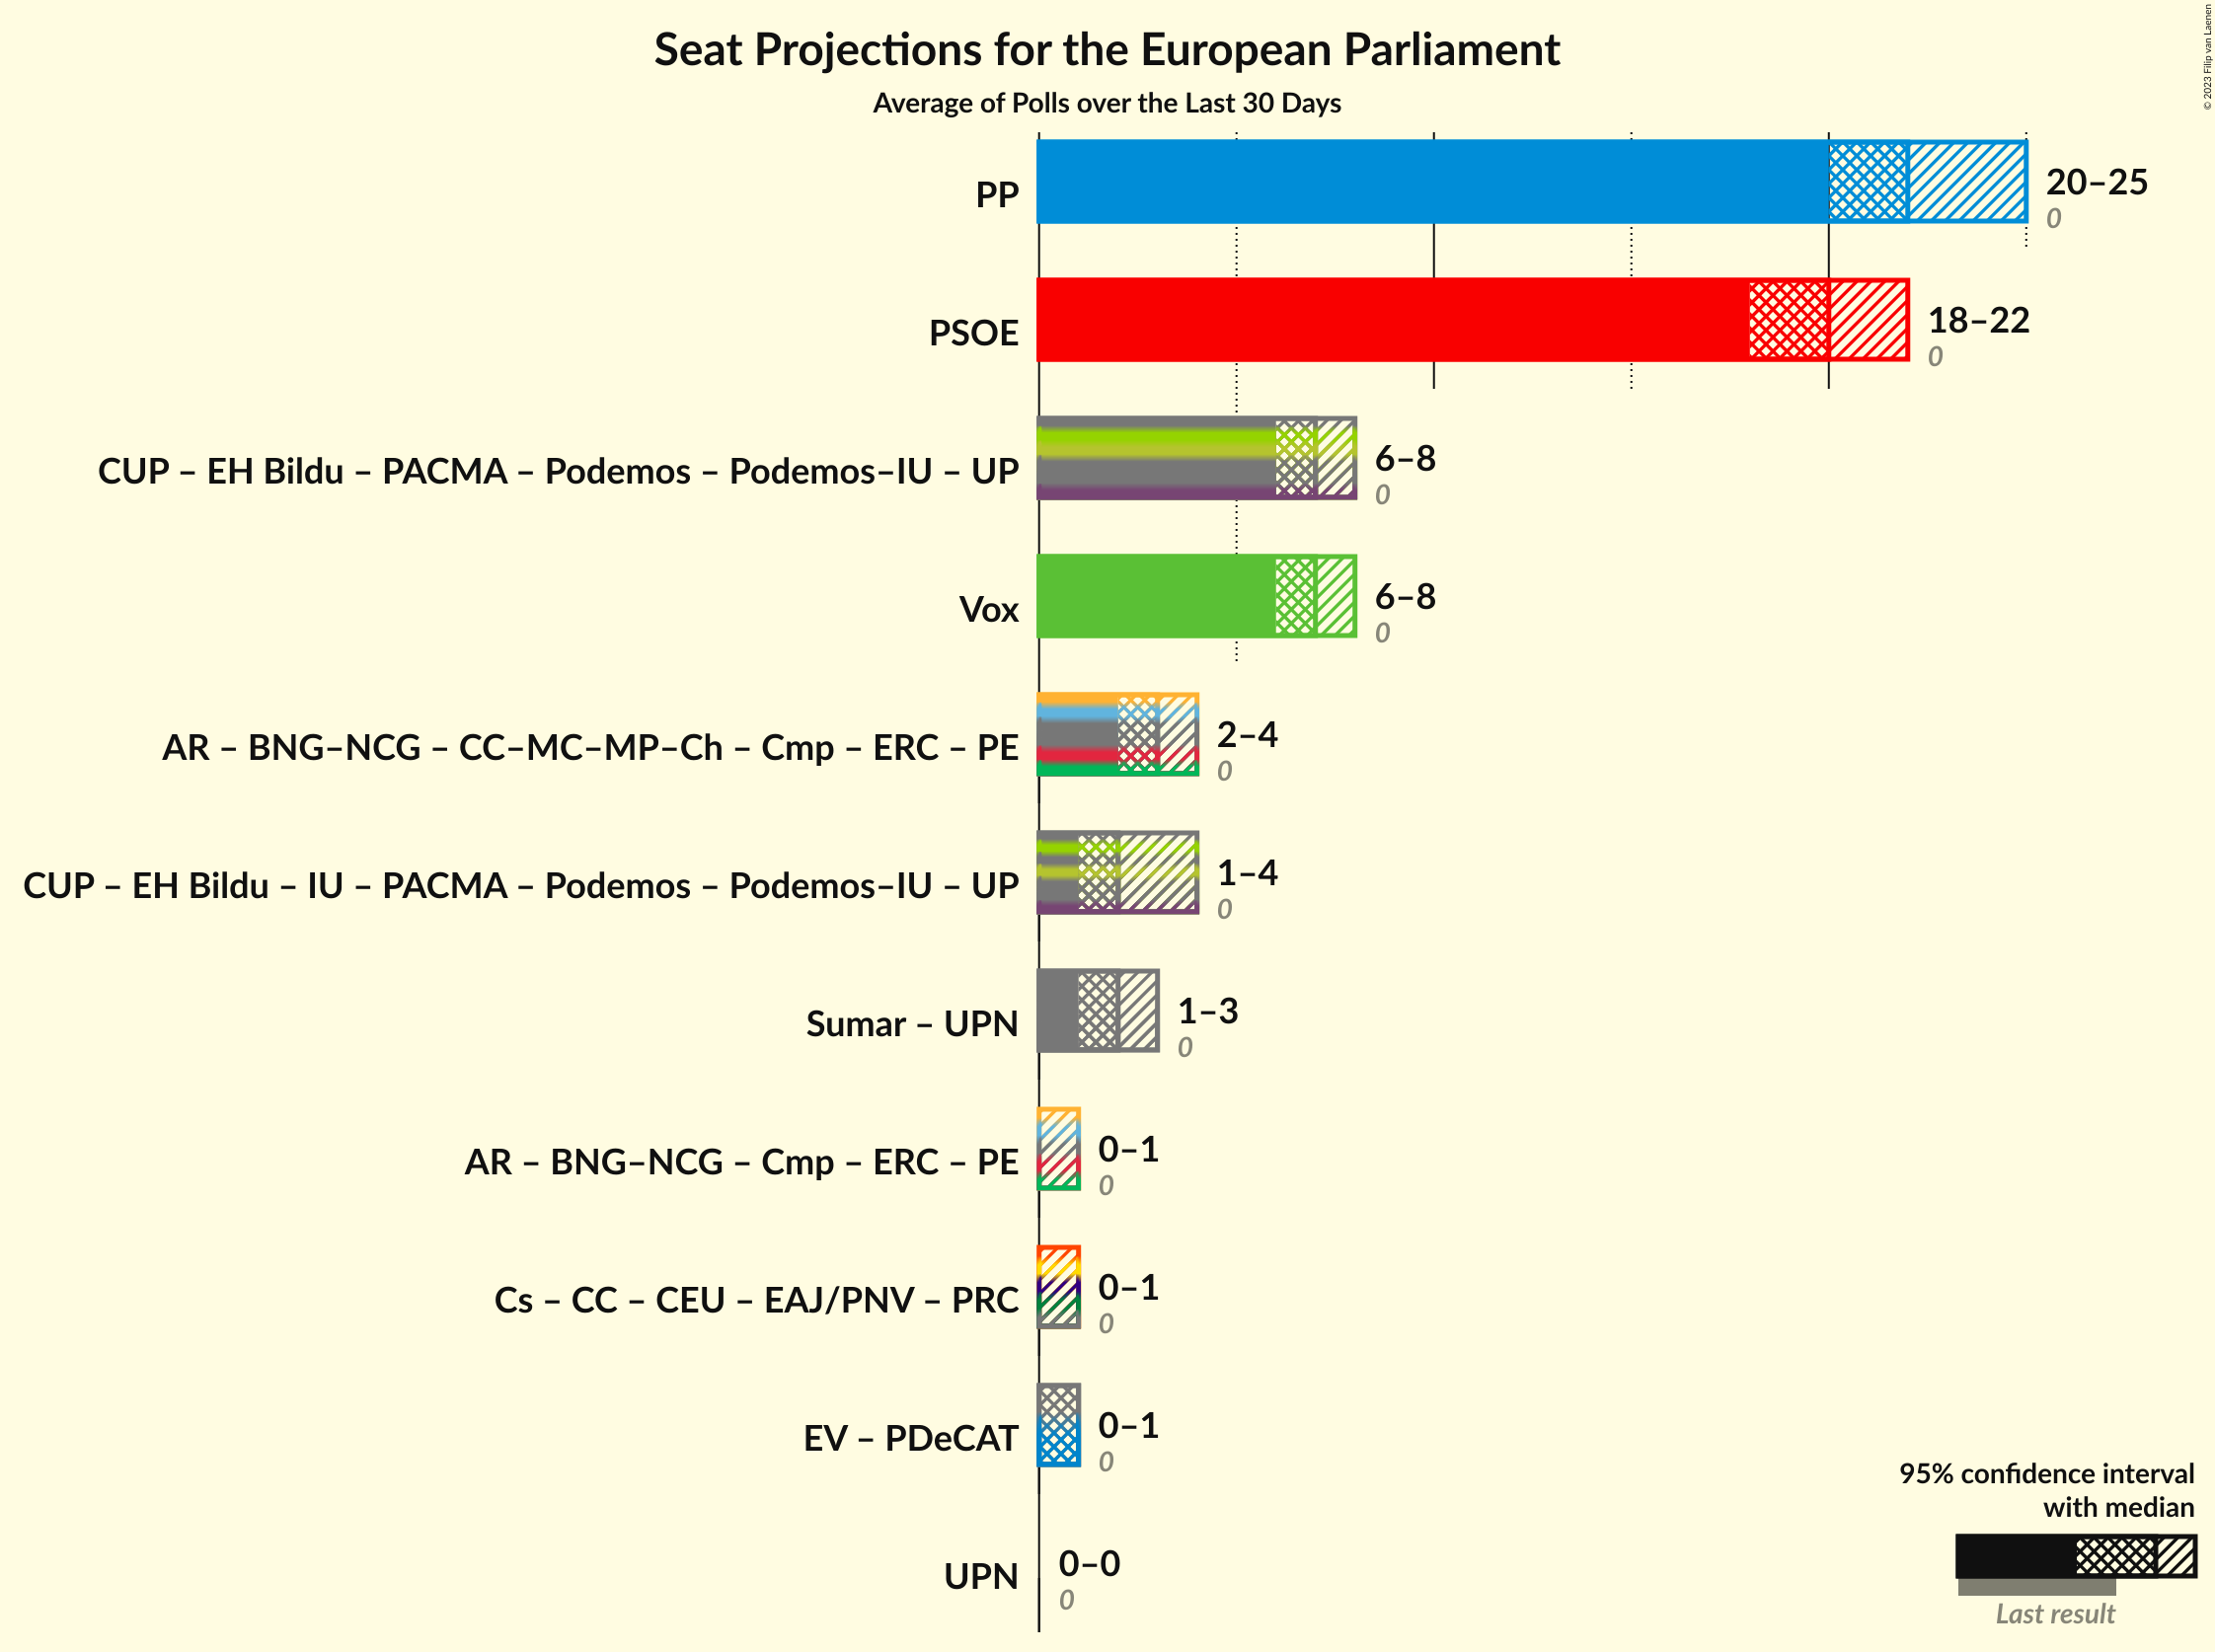 Seat Projections for the European Parliament
Average of Polls over the Last 30 Days
© 2023 Filip van Laenen
PP
20–25
0
PSOE
18–22
0
CUP – EH Bildu – PACMA – Podemos – Podemos–IU – UP
6–8
0
Vox
6–8
0
AR – BNG–NCG – CC–MC–MP–Ch – Cmp – ERC – PE
2–4
0
CUP – EH Bildu – IU – PACMA – Podemos – Podemos–IU – UP
1–4
0
Sumar – UPN
1–3
0
AR – BNG–NCG – Cmp – ERC – PE
0–1
0
Cs – CC – CEU – EAJ/PNV – PRC
0–1
0
EV – PDeCAT
0–1
0
UPN
0–0
0
95% confidence interval
with median
Last result